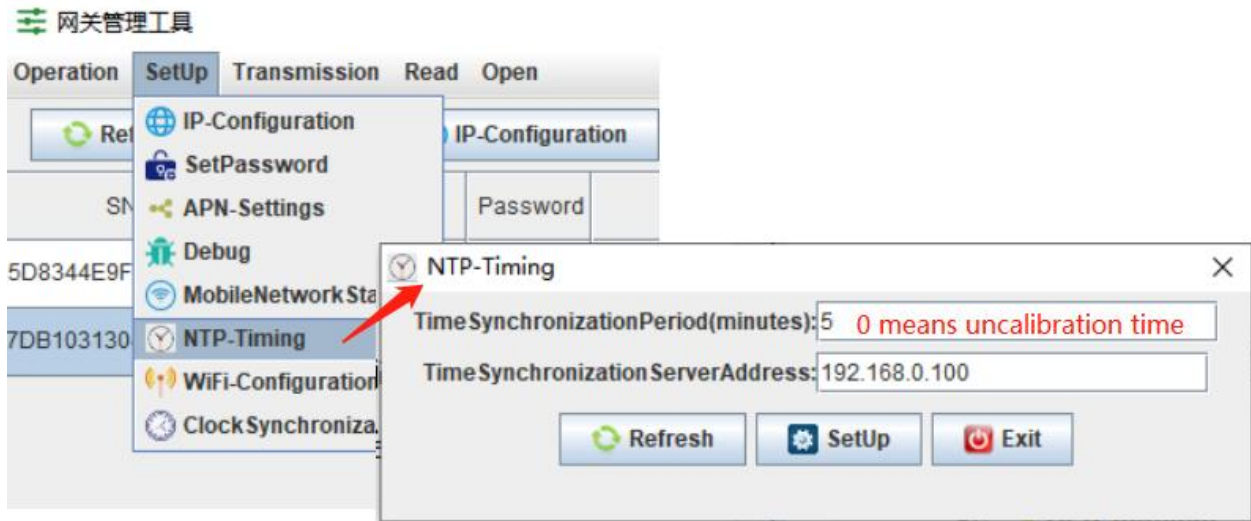 网关管理工具
Operation SetUp Transmission Read Open
Ref IP-Configuration
IP-Configuration
SetPassword
SN Password
APN-Settings
Debug
5D8344E9F
MobileNetworkSta
7DB103130
NTP-Timing
WiFi-Configuration
ClockSynchroniza
NTP-Timing
TimeSynchronizationPeriod(minutes):5 0 means uncalibration time
TimeSynchronizationServerAddress:192.168.0.100
Refresh SetUp Exit